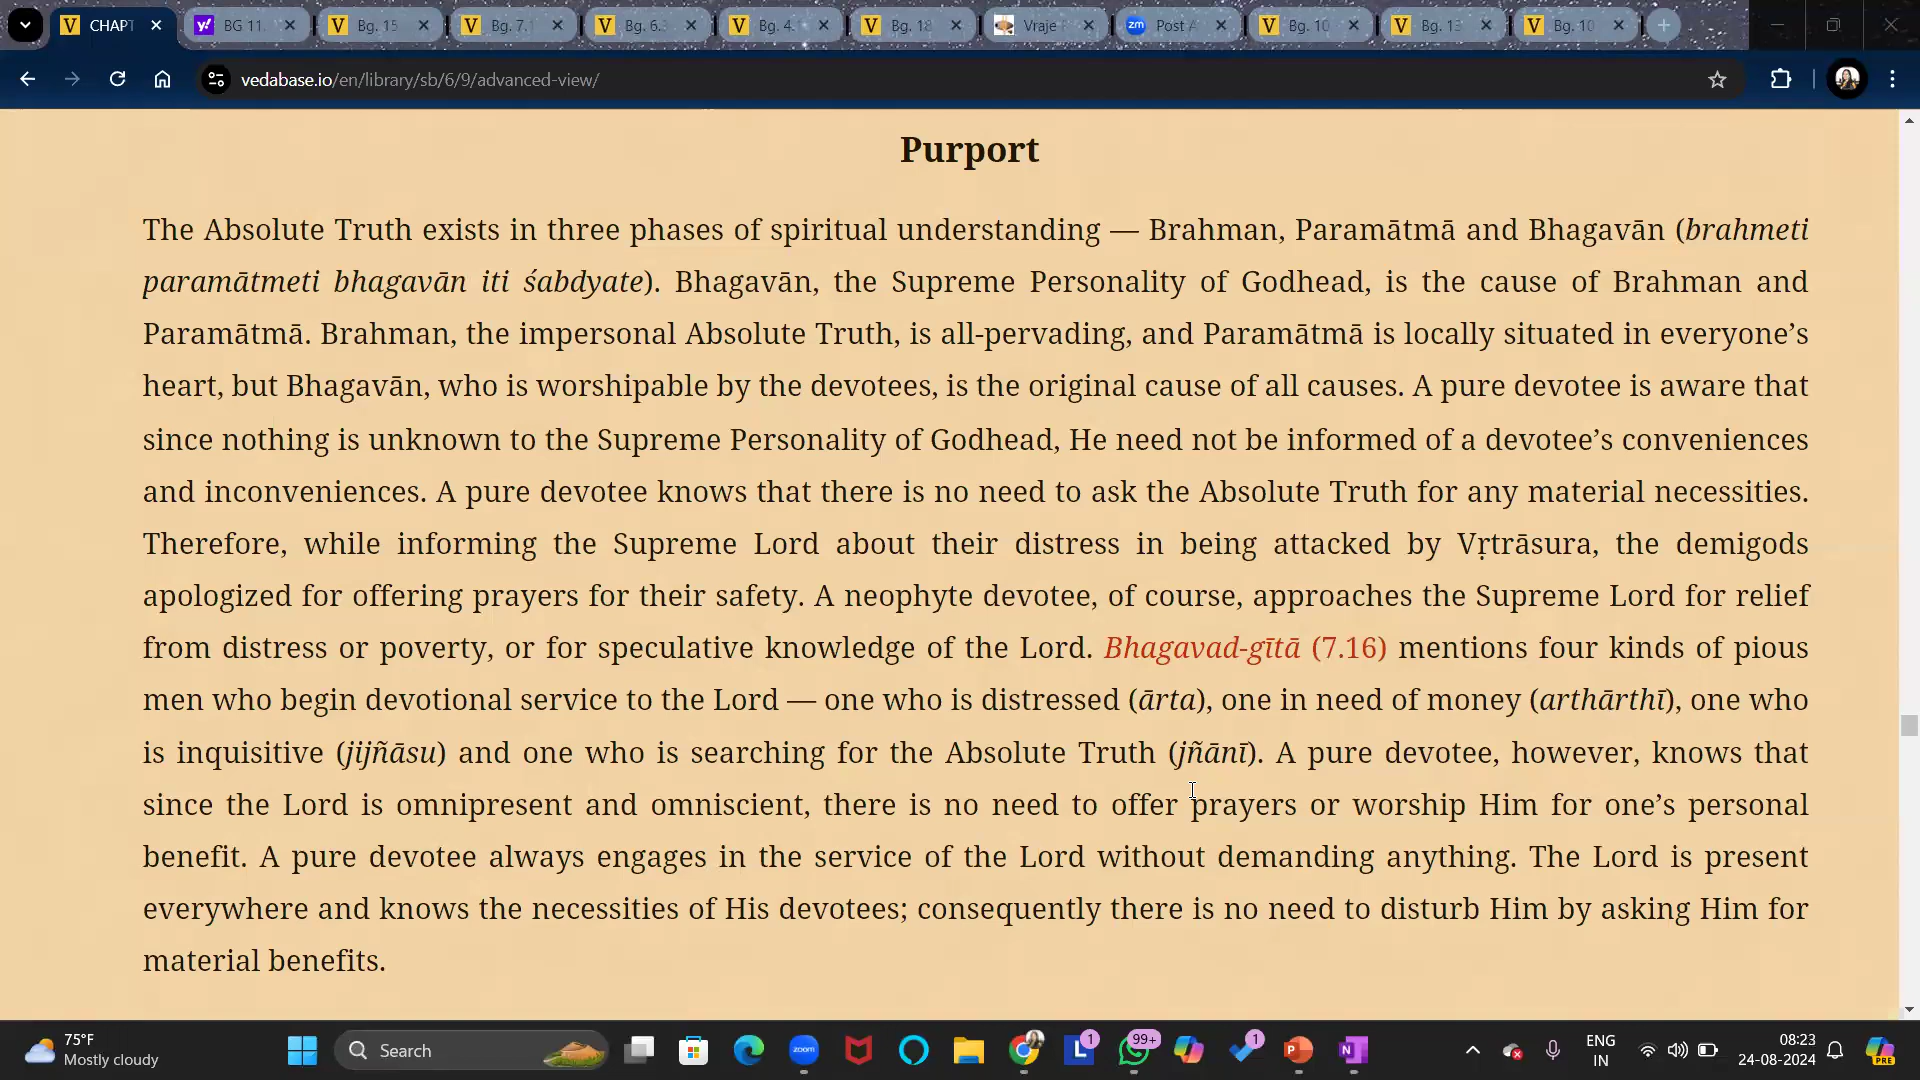 CHAPT
BG 11.
Bg. 15
Bg. 7.1
Bg. 6.3
Bg. 4.
Bg. 18
Vraje
zm
Post A
Bg. 10
Bg. 13
Bg. 10
vedabase.io/en/library/sb/6/9/advanced-view/
Purport
The Absolute Truth exists in three phases of spiritual understanding — Brahman, Paramātmā and Bhagavān (brahmeti
paramātmeti bhagavān iti śabdyate). Bhagavān, the Supreme Personality of Godhead, is the cause of Brahman and
Paramātmā. Brahman, the impersonal Absolute Truth, is all-pervading, and Paramātmā is locally situated in everyone’s
heart, but Bhagavān, who is worshipable by the devotees, is the original cause of all causes. A pure devotee is aware that
since nothing is unknown to the Supreme Personality of Godhead, He need not be informed of a devotee’s conveniences
and inconveniences. A pure devotee knows that there is no need to ask the Absolute Truth for any material necessities.
Therefore, while informing the Supreme Lord about their distress in being attacked by Vṛtrāsura, the demigods
apologized for offering prayers for their safety. A neophyte devotee, of course, approaches the Supreme Lord for relief
from distress or poverty, or for speculative knowledge of the Lord. Bhagavad-gītā (7.16) mentions four kinds of pious
men who begin devotional service to the Lord — one who is distressed (ārta), one in need of money (arthārthī), one who
is inquisitive (jijñāsu) and one who is searching for the Absolute Truth (jñānī). A pure devotee, however, knows that
since the Lord is omnipresent and omniscient, there is no need to offer prayers or worship Him for one’s personal
benefit. A pure devotee always engages in the service of the Lord without demanding anything. The Lord is present
everywhere and knows the necessities of His devotees; consequently there is no need to disturb Him by asking Him for
material benefits.
75°F
Mostly cloudy
Search
zoom
1
99+
1
ENG
IN
08:23
24-08-2024
PRE